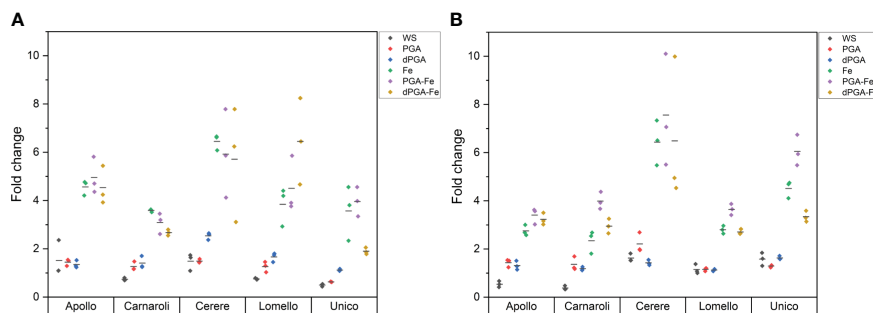 A
10
8
6
4
2
0
Fold change
Apollo Carnaroli Cerere Lomello Unico
WS
PGA
dPGA
Fe
PGA-Fe
dPGA-Fe
B
10
8
6
4
2
0
Fold change
Apollo Carnaroli Cerere Lomello Unico
WS
PGA
dPGA
Fe
PGA-Fe
dPGA-F